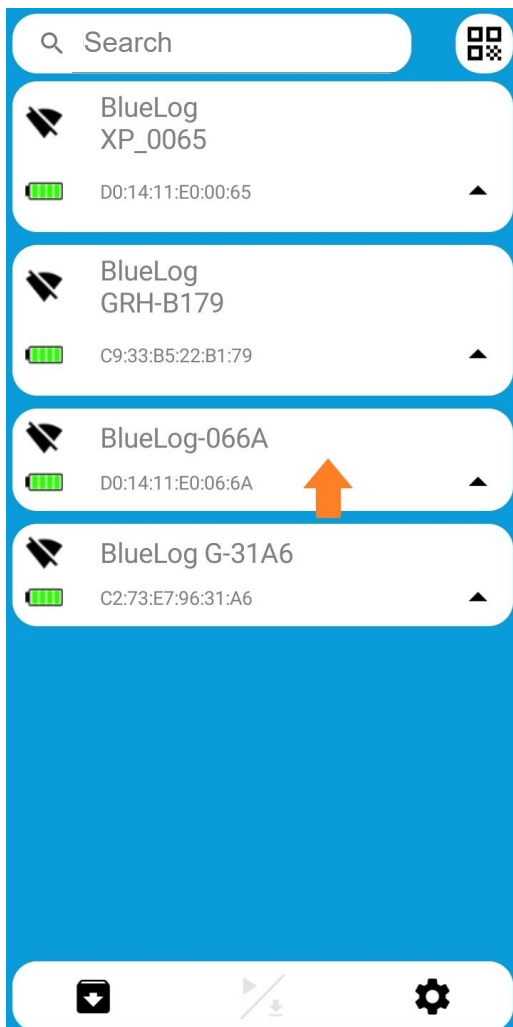 Search
BlueLog
XP_0065
D0:14:11:E0:00:65
BlueLog
GRH-B179
C9:33:B5:22:B1:79
BlueLog-066A
D0:14:11:E0:06:6A
BlueLog G-31A6
C2:73:E7:96:31:A6